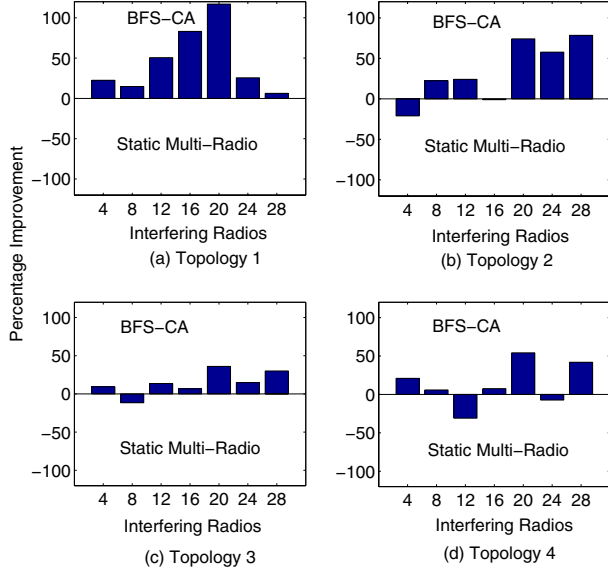 Percentage Improvement
100
50
0
−50
−100
BFS−CA
Static Multi−Radio
4 8 12 16 20 24 28
Interfering Radios
(a) Topology 1
100
50
0
−50
−100
BFS−CA
Static Multi−Radio
4 8 12 16 20 24 28
Interfering Radios
(b) Topology 2
100
50
0
−50
−100
BFS−CA
Static Multi−Radio
4 8 12 16 20 24 28
Interfering Radios
(c) Topology 3
100
50
0
−50
−100
BFS−CA
Static Multi−Radio
4 8 12 16 20 24 28
Interfering Radios
(d) Topology 4